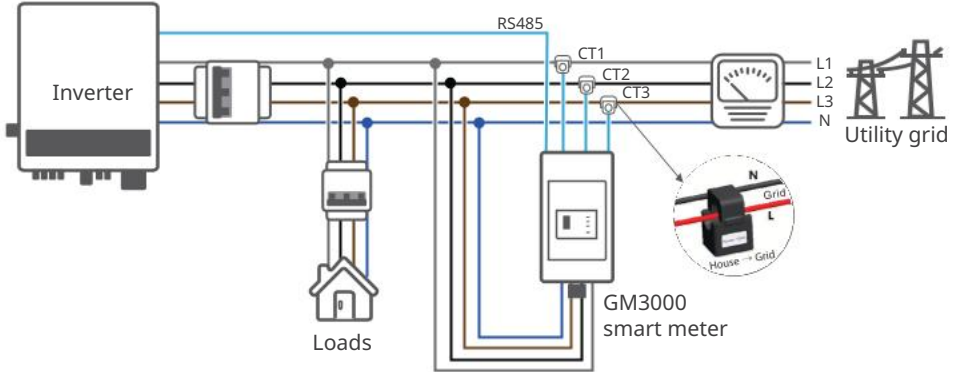 RS485
CT1
CT2
CT3
L1
L2
L3
N
Inverter
Utility grid
N
Grid
L
House → Grid
GM3000
smart meter
Loads